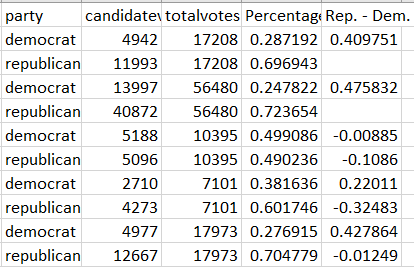 party candidatev totalvotes Percentage Rep. - Dem.
democrat 4942 17208 0.287192 0.409751
republican 11993 17208 0.696943
democrat 13997 56480 0.247822 0.475832
republican 40872 56480 0.723654
democrat 5188 10395 0.499086 -0.00885
republican 5096 10395 0.490236 -0.1086
democrat 2710 7101 0.381636 0.22011
republican 4273 7101 0.601746 -0.32483
democrat 4977 17973 0.276915 0.427864
republican 12667 17973 0.704779 -0.01249